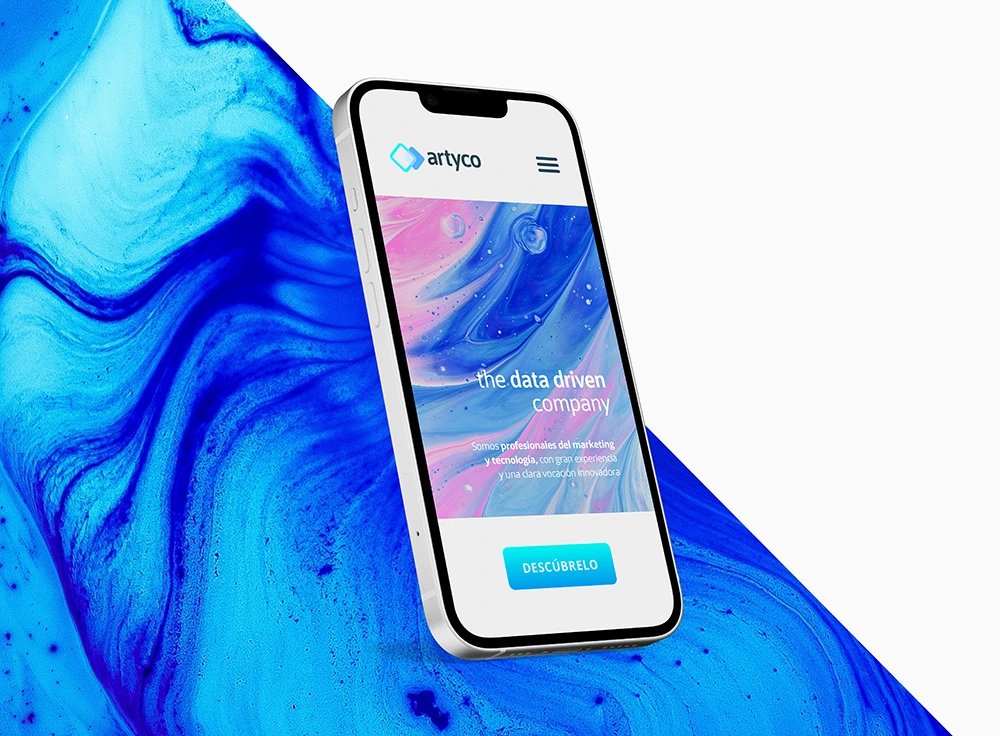 artyco
the data driven
company
Somos profesionales del marketing
y tecnología, con gran experiencia
y una clara vocación innovadora
DESCÚBRELO